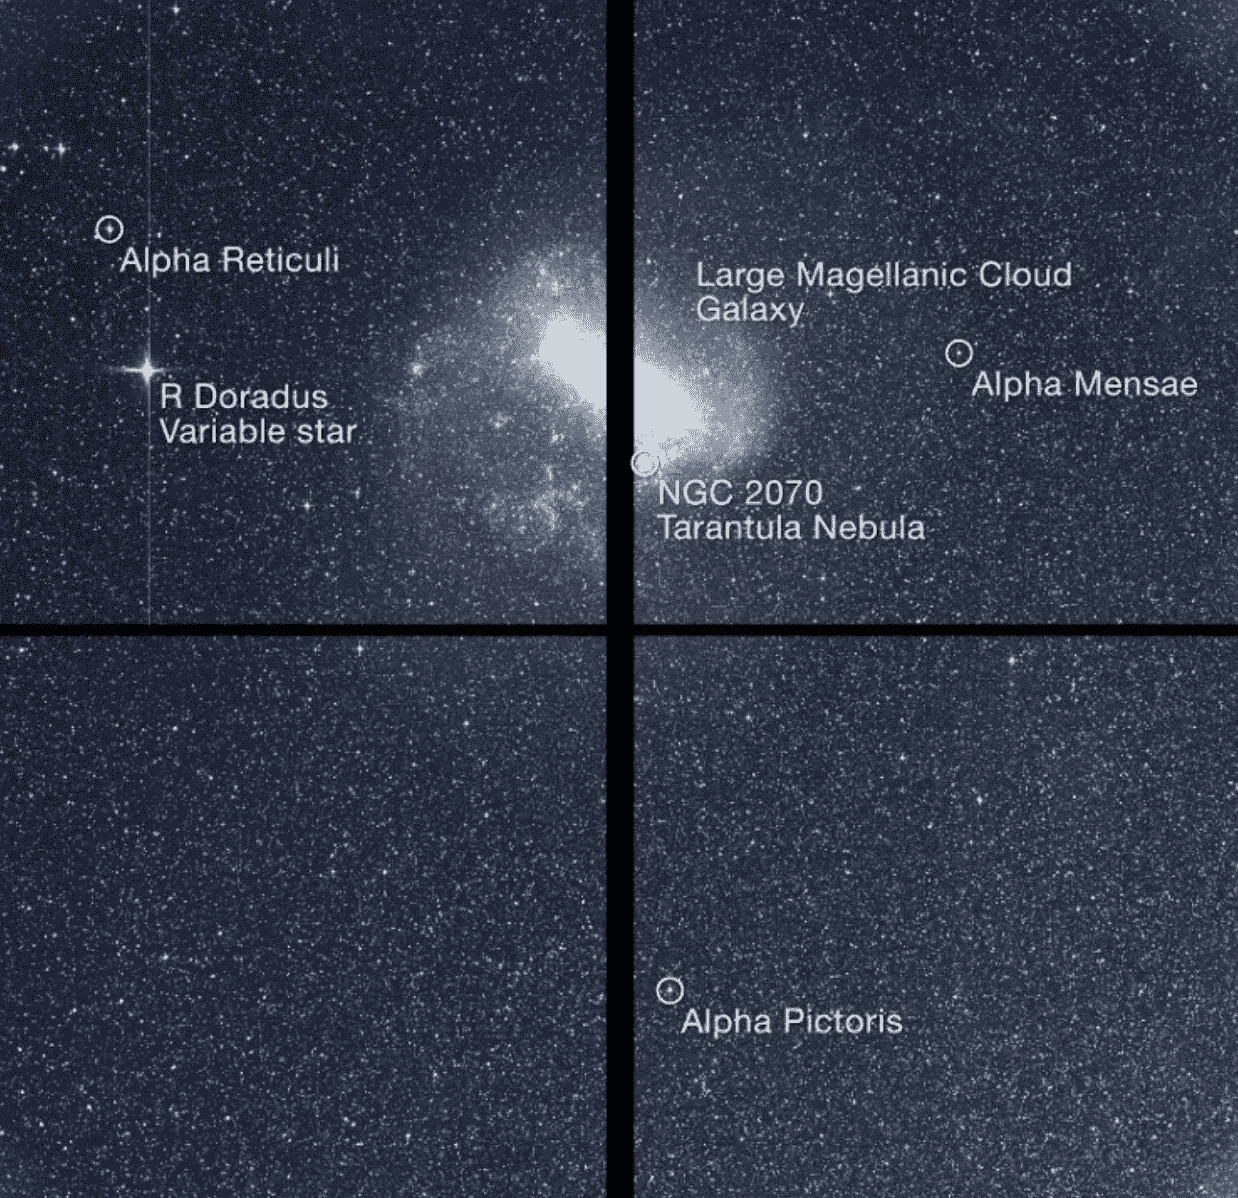 Alpha Reticuli
R Doradus
Variable star
Large Magellanic Cloud
Galaxy
Alpha Mensae
NGC 2070
Tarantula Nebula
Alpha Pictoris